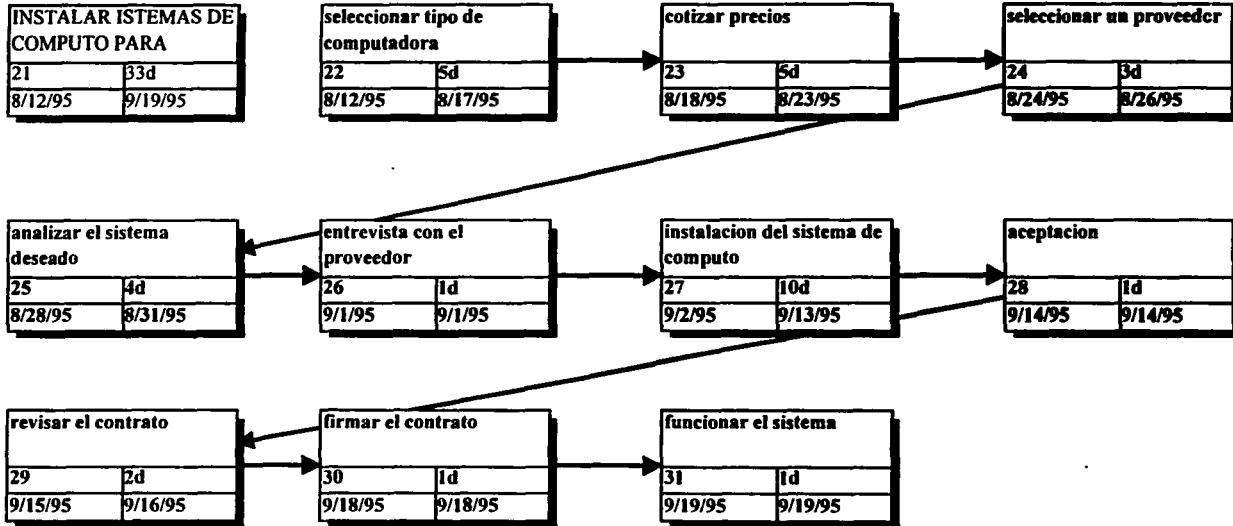 INSTALAR ISTEMAS DE
COMPUTO PARA
21 33d
8/12/95 9/19/95
seleccionar tipo de
computadora
22 5d
8/12/95 8/17/95
cotizar precios
23 5d
8/18/95 8/23/95
seleccionar un proveedor
24 3d
8/24/95 8/26/95
analizar el sistema
deseado
25 4d
8/28/95 8/31/95
entrevista con el
proveedor
26 1d
9/1/95 9/1/95
instalacion del sistema de
computo
27 10d
9/2/95 9/13/95
aceptacion
28 1d
9/14/95 9/14/95
revisar el contrato
29 2d
9/15/95 9/16/95
firmar el contrato
30 1d
9/18/95 9/18/95
funcionar el sistema
31 1d
9/19/95 9/19/95